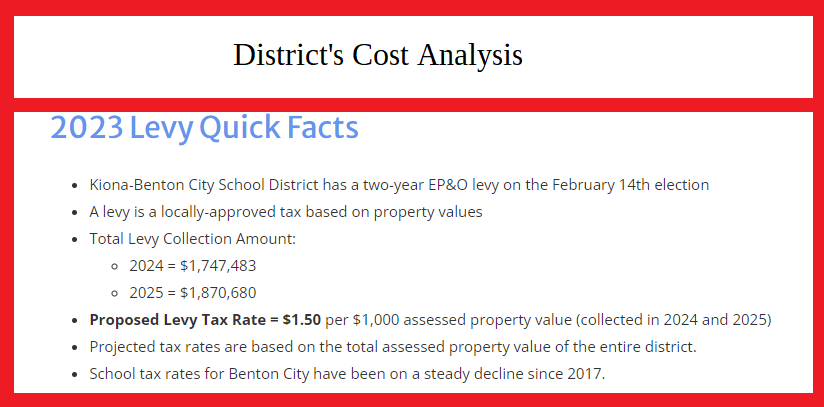 District's Cost Analysis
2023 Levy Quick Facts
• Kiona-Benton City School District has a two-year EP&O levy on the February 14th election
• A levy is a locally-approved tax based on property values
• Total Levy Collection Amount:
○ 2024 = $1,747,483
○ 2025 = $1,870,680
• Proposed Levy Tax Rate = $1.50 per $1,000 assessed property value (collected in 2024 and 2025)
• Projected tax rates are based on the total assessed property value of the entire district.
• School tax rates for Benton City have been on a steady decline since 2017.